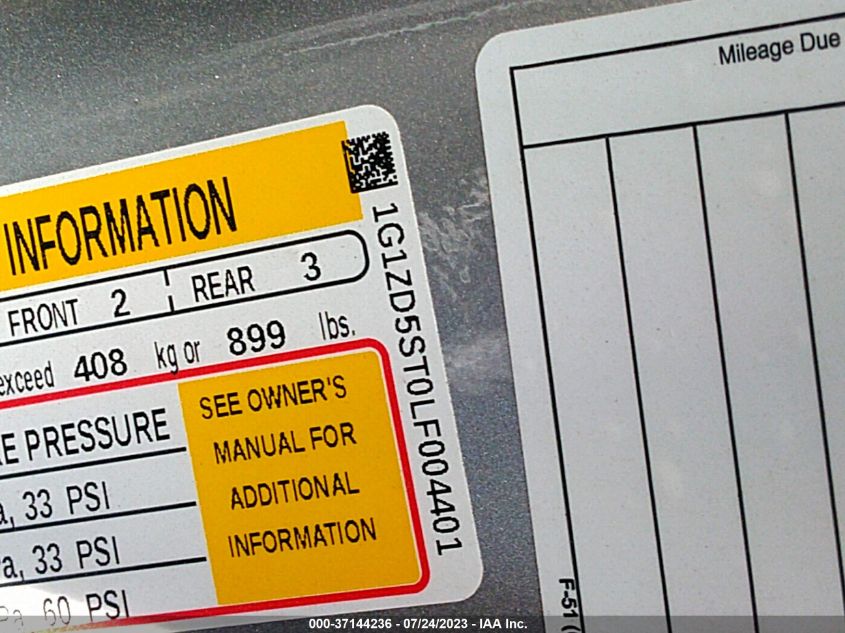 INFORMATION
FRONT 2 REAR 3
exceed 408 kg or 899 lbs.
PRESSURE
SEE OWNER'S
MANUAL FOR
ADDITIONAL
INFORMATION
33 PSI
33 PSI
60 PSI
1G1ZD5ST0LF004401
Mileage Due
F-51
000-37144236 - 07/24/2023 - IAA Inc.